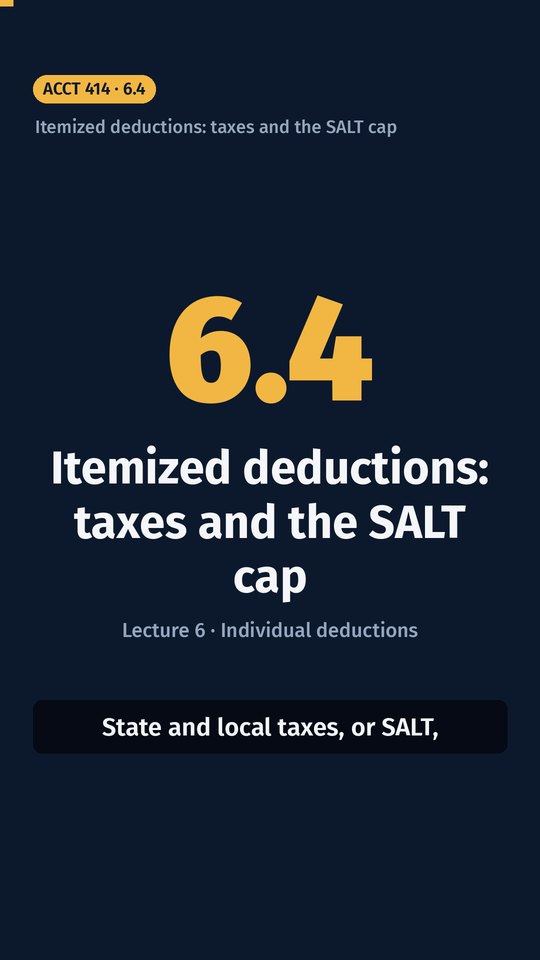 ACCT 414 · 6.4
Itemized deductions: taxes and the SALT cap
6.4
Itemized deductions:
taxes and the SALT
cap
Lecture 6 · Individual deductions
State and local taxes, or SALT,